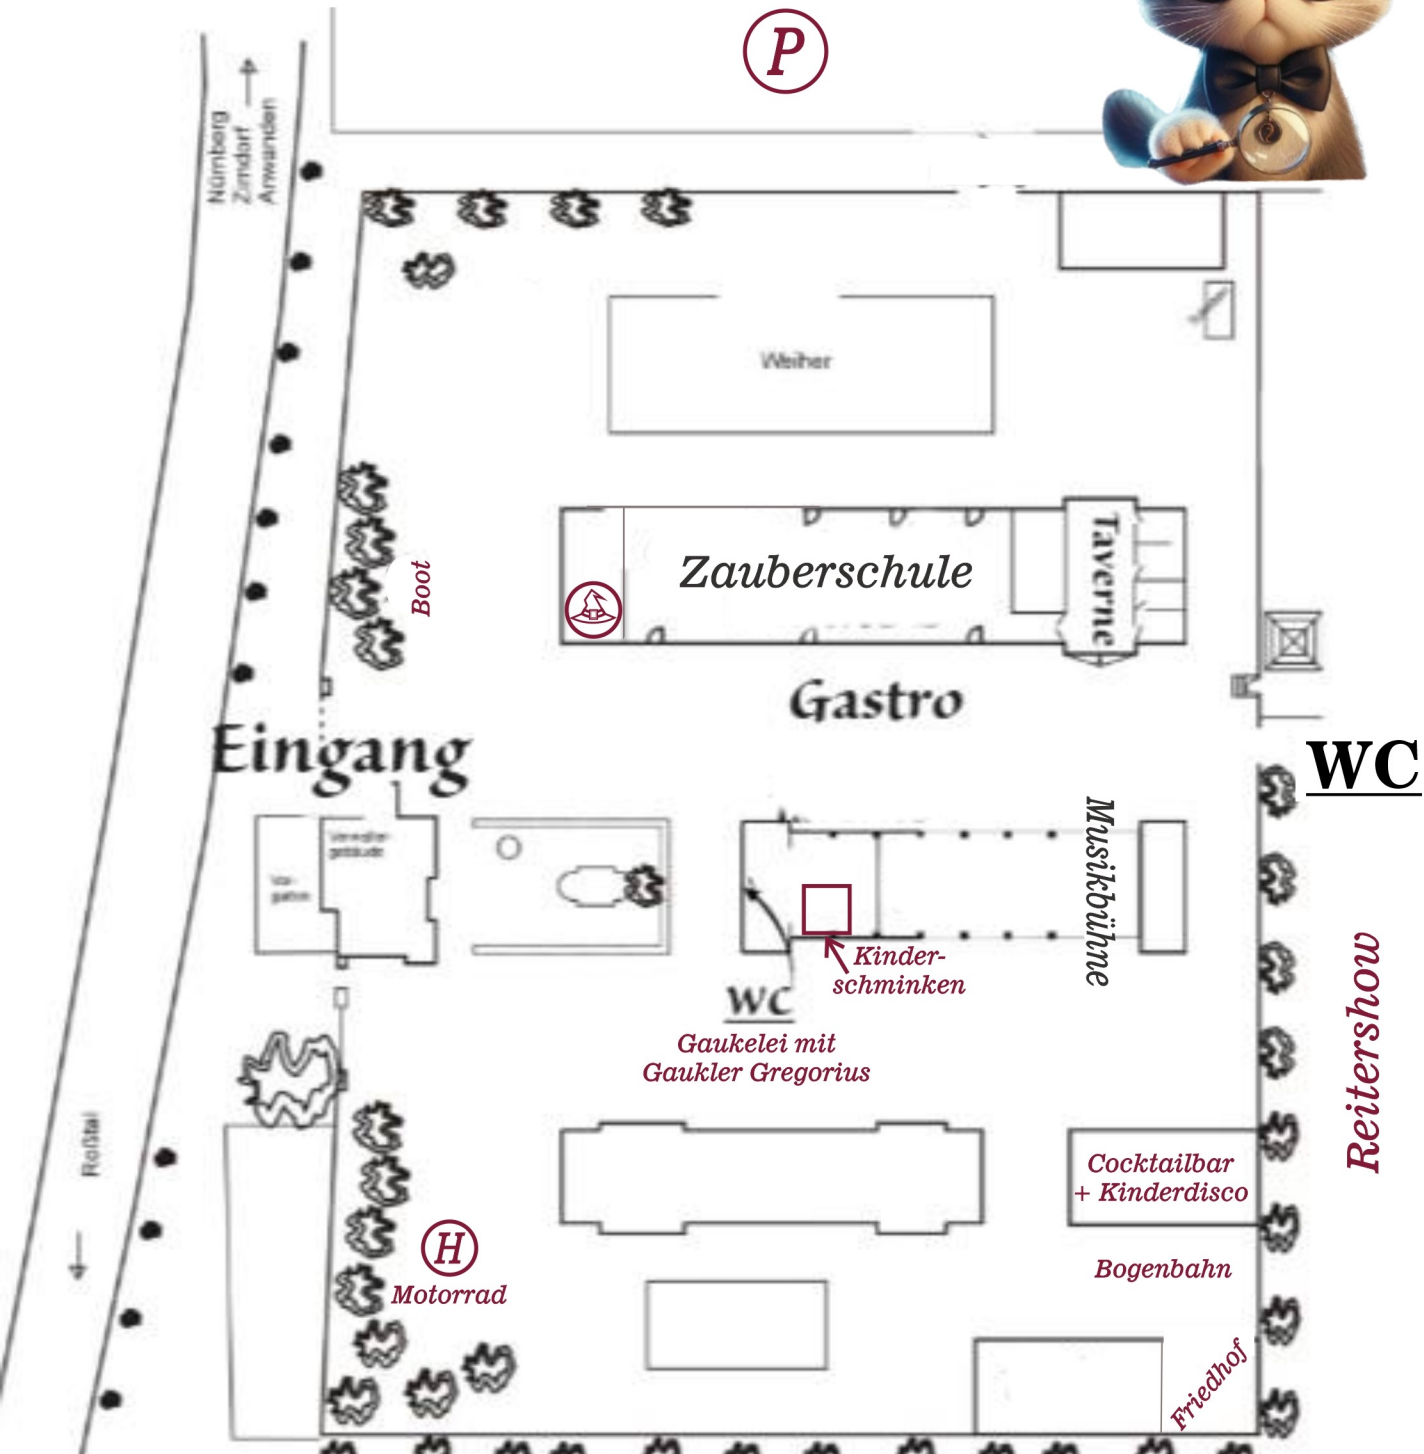 P
Nürnberg
Zirndorf
Anwanden
Weiher
Zauberschule
Taverne
Boot
Gastro
Eingang
WC
Musikbühne
Kinder-
schminken
WC
Gaukelei mit
Gaukler Gregorius
Reitershow
Roßtal
Cocktailbar
+ Kinderdisco
H
Motorrad
Bogenbahn
Friedhof